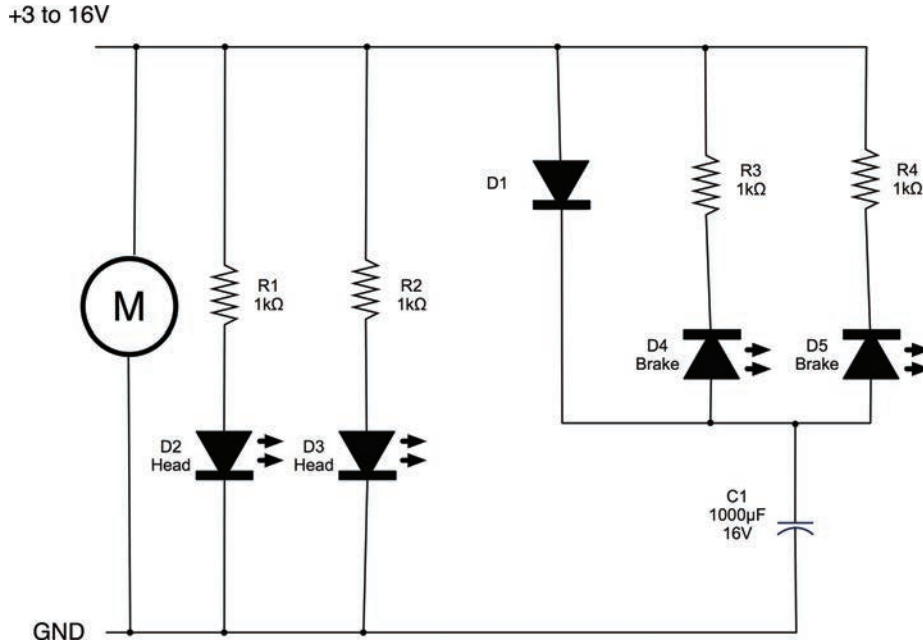 +3 to 16V
D1
R3
1kΩ
R4
1kΩ
M
R1
1kΩ
R2
1kΩ
D4
Brake
D5
Brake
D2
Head
D3
Head
C1
1000µF
16V
GND